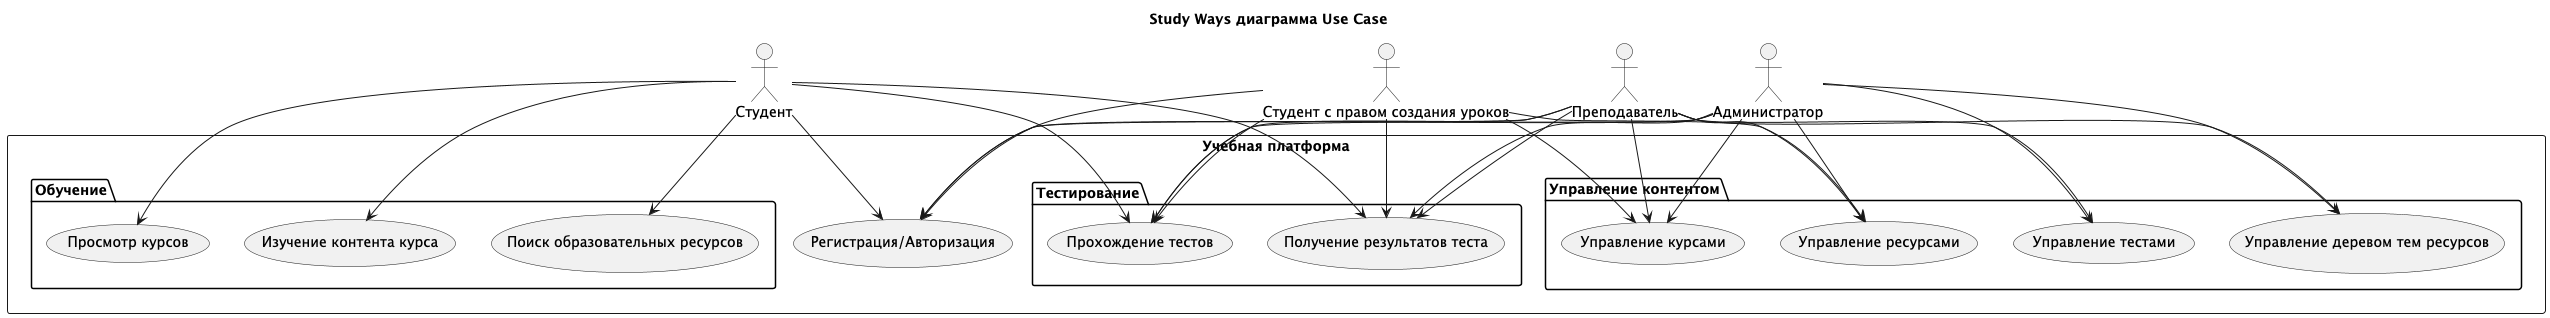 Study Ways диаграмма Use Case
Студент
Студент с правом создания уроков
Преподаватель
Администратор
Учебная платформа
Обучение
Тестирование
Управление контентом
Просмотр курсов
Изучение контента курса
Поиск образовательных ресурсов
Регистрация/Авторизация
Прохождение тестов
Получение результатов теста
Управление курсами
Управление ресурсами
Управление тестами
Управление деревом тем ресурсов